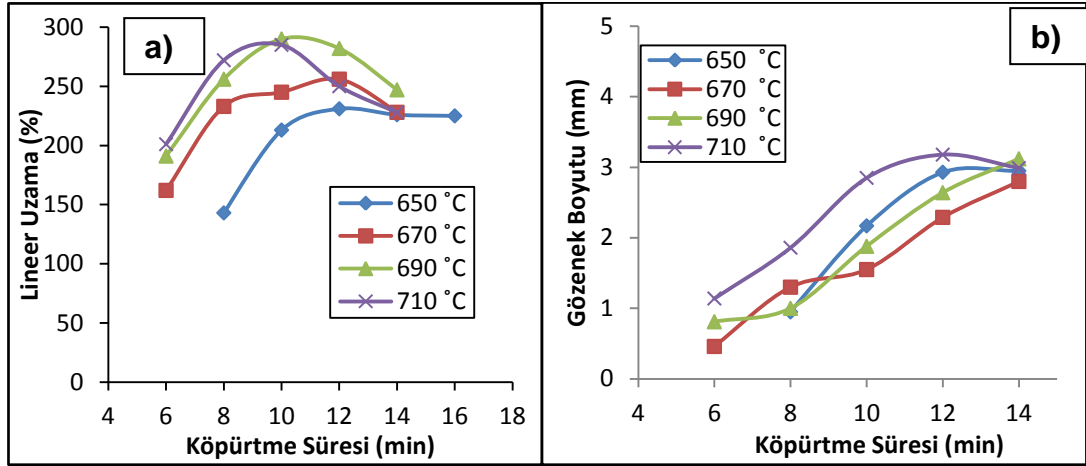 a)
Lineer Uzama (%)
300
250
200
150
100
50
0
4 6 8 10 12 14 16 18
Köpürtme Süresi (min)
650 ˚C
670 ˚C
690 ˚C
710 ˚C
b)
Gözenek Boyutu (mm)
5
4
3
2
1
0
4 6 8 10 12 14
Köpürtme Süresi (min)
650 ˚C
670 ˚C
690 ˚C
710 ˚C